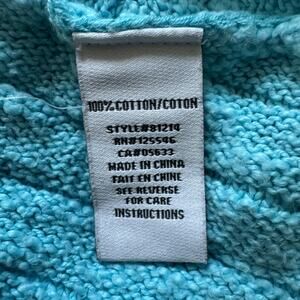 100% COTTON/COTON
STYLE#81214
RN#125546
CA#05633
MADE IN CHINA
FAIT EN CHINE
SEE REVERSE
FOR CARE
INSTRUCTIONS